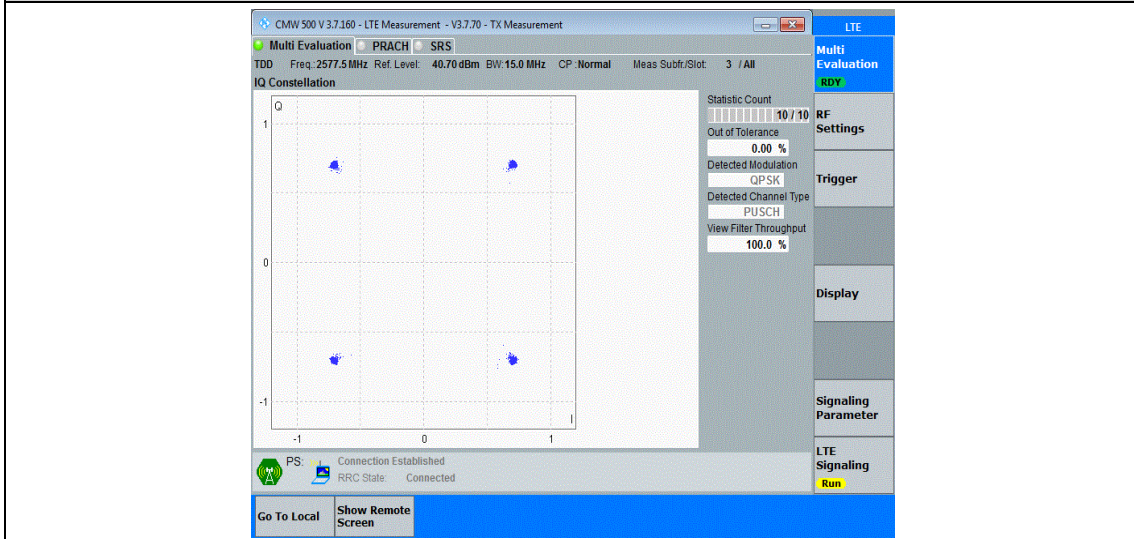 CMW 500 V 3.7.160 - LTE Measurement - V3.7.70 - TX Measurement
LTE
Multi Evaluation PRACH SRS
Multi
Evaluation
RDY
TDD Freq.:2577.5 MHz Ref. Level: 40.70 dBm BW:15.0 MHz CP :Normal Meas Subfr./Slot: 3 / All
IQ Constellation
Q
1
0
-1
I
-1 0 1
Statistic Count
10 / 10
Out of Tolerance
0.00 %
Detected Modulation
QPSK
Detected Channel Type
PUSCH
View Filter Throughput
100.0 %
RF
Settings
Trigger
Display
Signaling
Parameter
LTE
Signaling
Run
PS: Connection Established
RRC State: Connected
Go To Local
Show Remote
Screen